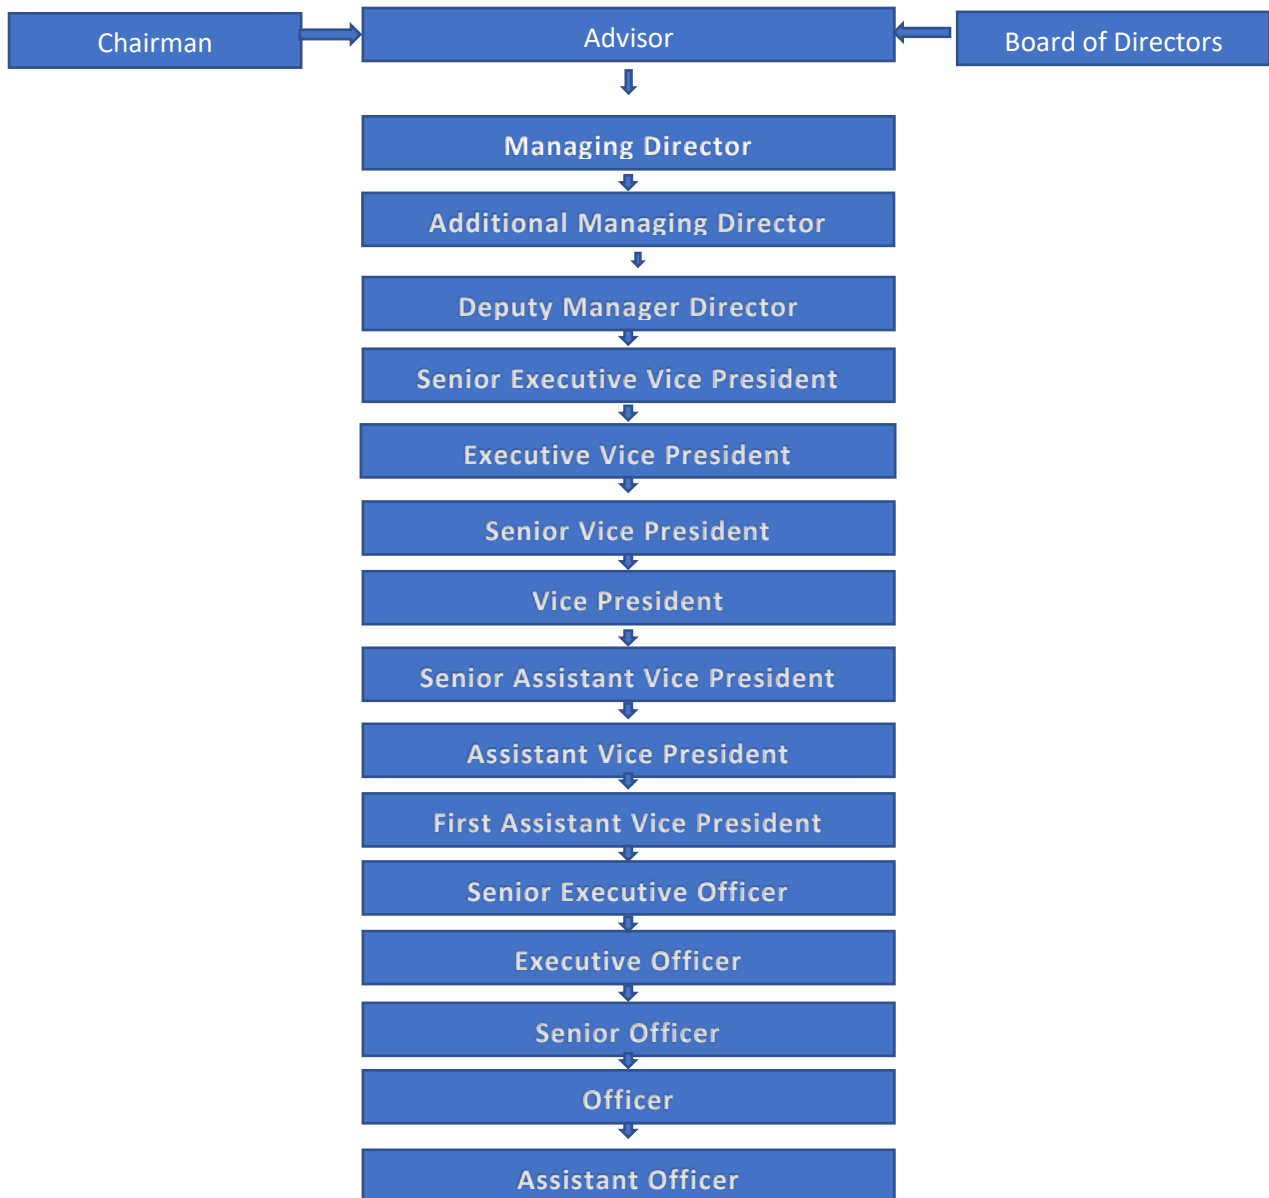 Chairman
Advisor
Board of Directors
Managing Director
Additional Managing Director
Deputy Manager Director
Senior Executive Vice President
Executive Vice President
Senior Vice President
Vice President
Senior Assistant Vice President
Assistant Vice President
First Assistant Vice President
Senior Executive Officer
Executive Officer
Senior Officer
Officer
Assistant Officer